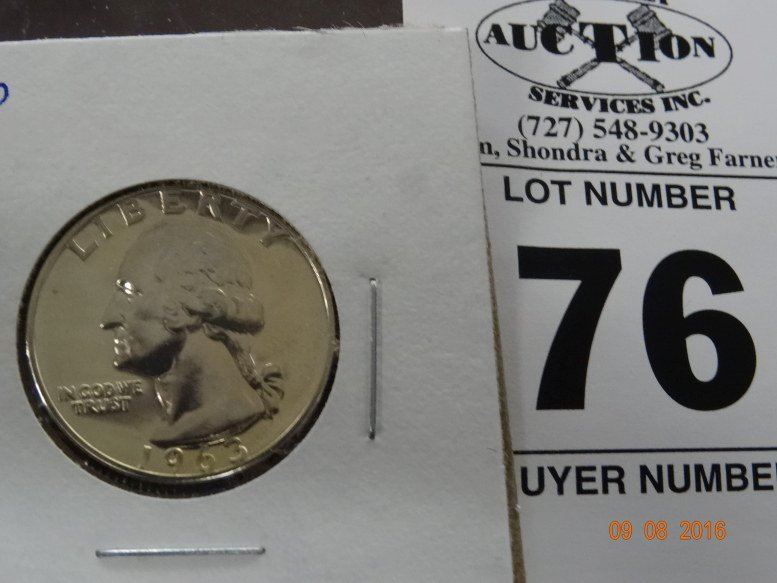 LIBERTY
IN GOD WE
TRUST
1963
AUCTION
SERVICES INC.
(727) 548-9303
n, Shondra & Greg Farne
LOT NUMBER
76
UYER NUMBE
09 08 2016